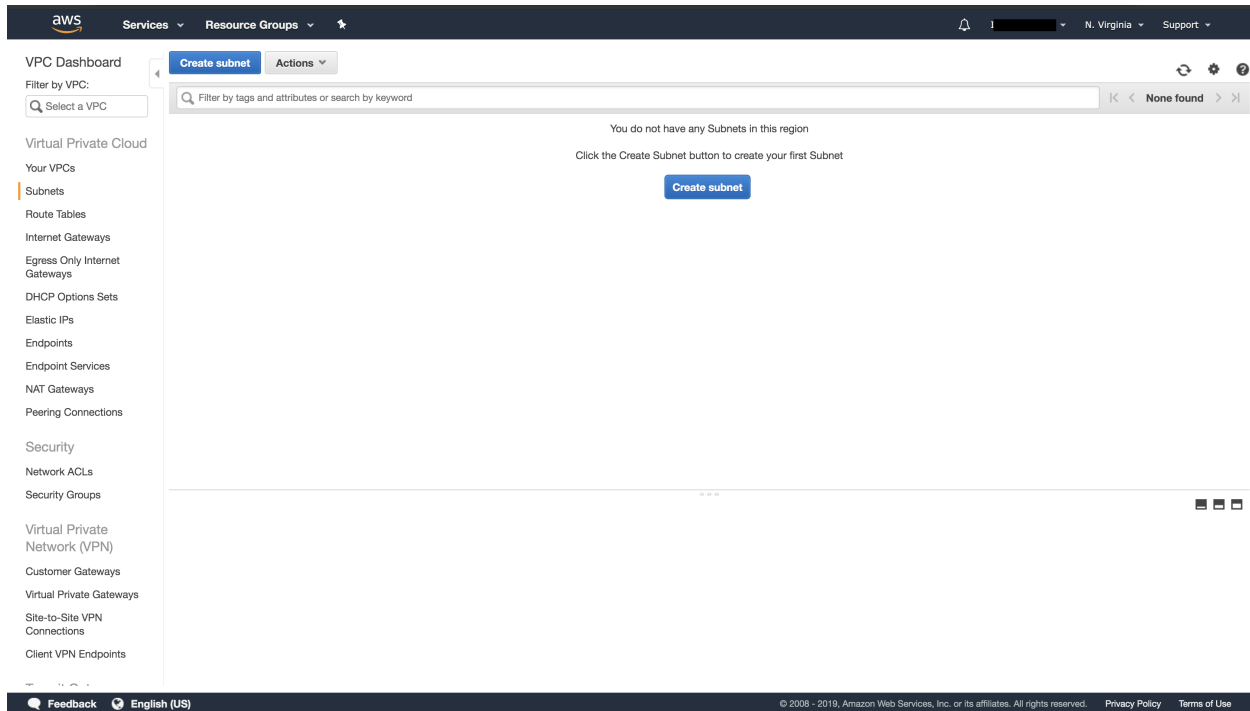 aws Services Resource Groups N. Virginia Support
VPC Dashboard
Filter by VPC:
Select a VPC
Virtual Private Cloud
Your VPCs
Subnets
Route Tables
Internet Gateways
Egress Only Internet
Gateways
DHCP Options Sets
Elastic IPs
Endpoints
Endpoint Services
NAT Gateways
Peering Connections
Security
Network ACLs
Security Groups
Virtual Private
Network (VPN)
Customer Gateways
Virtual Private Gateways
Site-to-Site VPN
Connections
Client VPN Endpoints
Create subnet Actions
Filter by tags and attributes or search by keyword
None found
You do not have any Subnets in this region
Click the Create Subnet button to create your first Subnet
Create subnet
Feedback English (US) © 2008 - 2019, Amazon Web Services, Inc. or its affiliates. All rights reserved. Privacy Policy Terms of Use